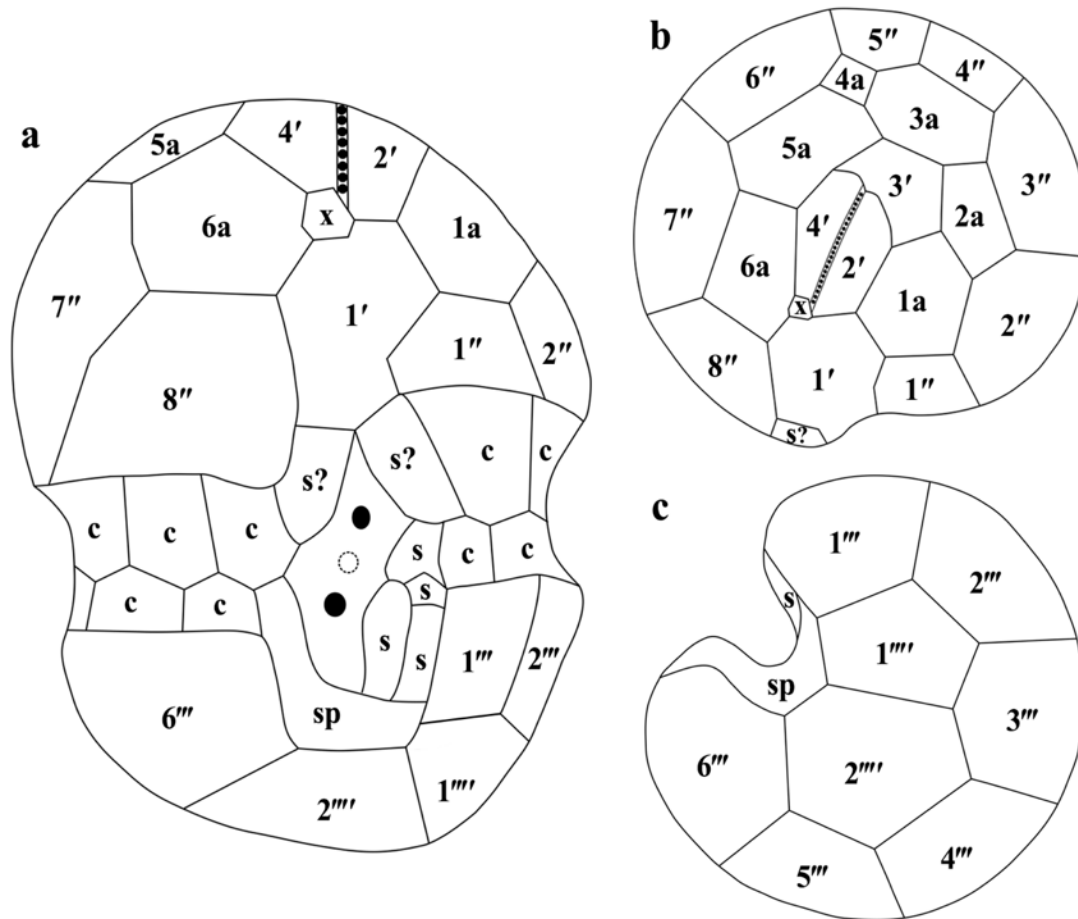 a
5a 4′ 2′
x
6a 1a
7″ 1′ 1″ 2″
8″
s? s? c c
c c c s c c
c c s
s s 1‴ 2‴
6‴ sp
2⁗ 1⁗
b
5″
6″ 4a 4″
3a
5a
3′ 3″
7″ 4′ 2a
6a 2′
x 1a 2″
8″ 1′ 1″
s?
c
1‴
2‴
s
1⁗
sp
3‴
6‴ 2⁗
5‴ 4‴